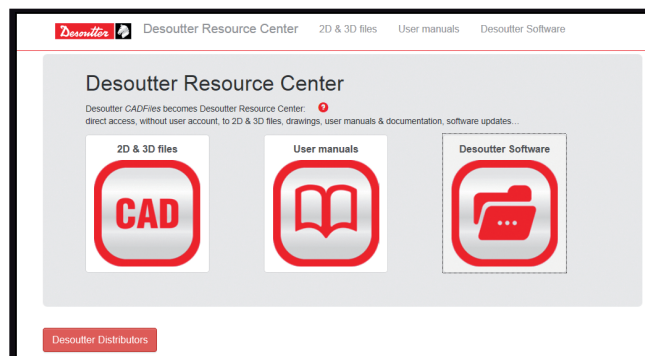 Desoutter Desoutter Resource Center 2D & 3D files User manuals Desoutter Software
Desoutter Resource Center
Desoutter CADFiles becomes Desoutter Resource Center: ?
direct access, without user account, to 2D & 3D files, drawings, user manuals & documentation, software updates...
2D & 3D files User manuals Desoutter Software
CAD
Desoutter Distributors